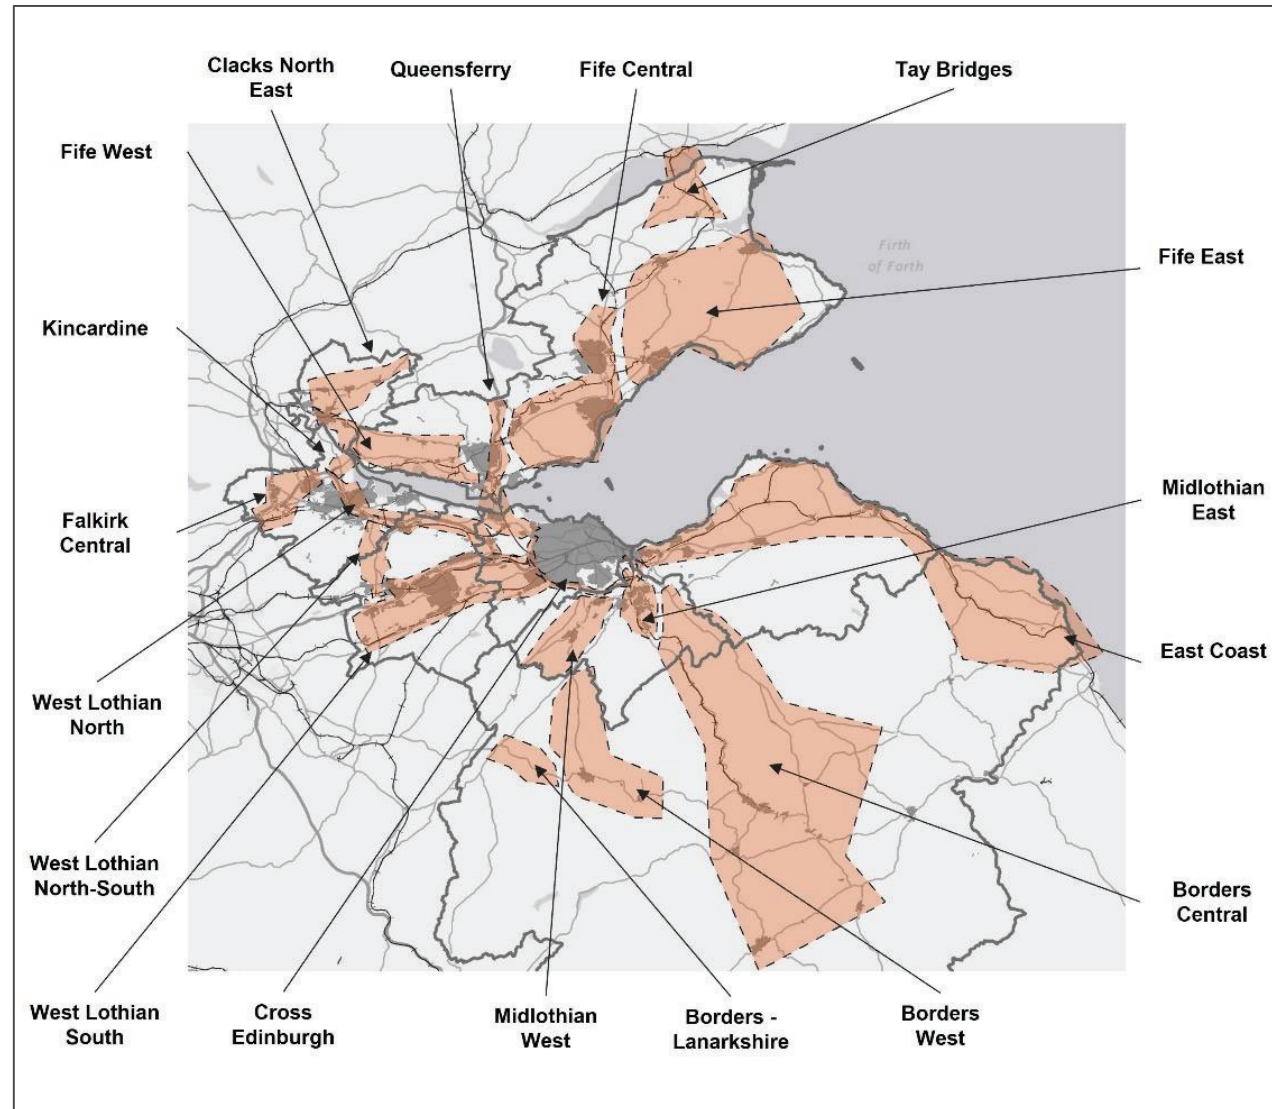 Clacks North
East
Queensferry
Fife Central
Tay Bridges
Fife West
Firth
of Forth
Fife East
Kincardine
Midlothian
East
Falkirk
Central
East Coast
West Lothian
North
West Lothian
North-South
Borders
Central
West Lothian
South
Cross
Edinburgh
Midlothian
West
Borders -
Lanarkshire
Borders
West